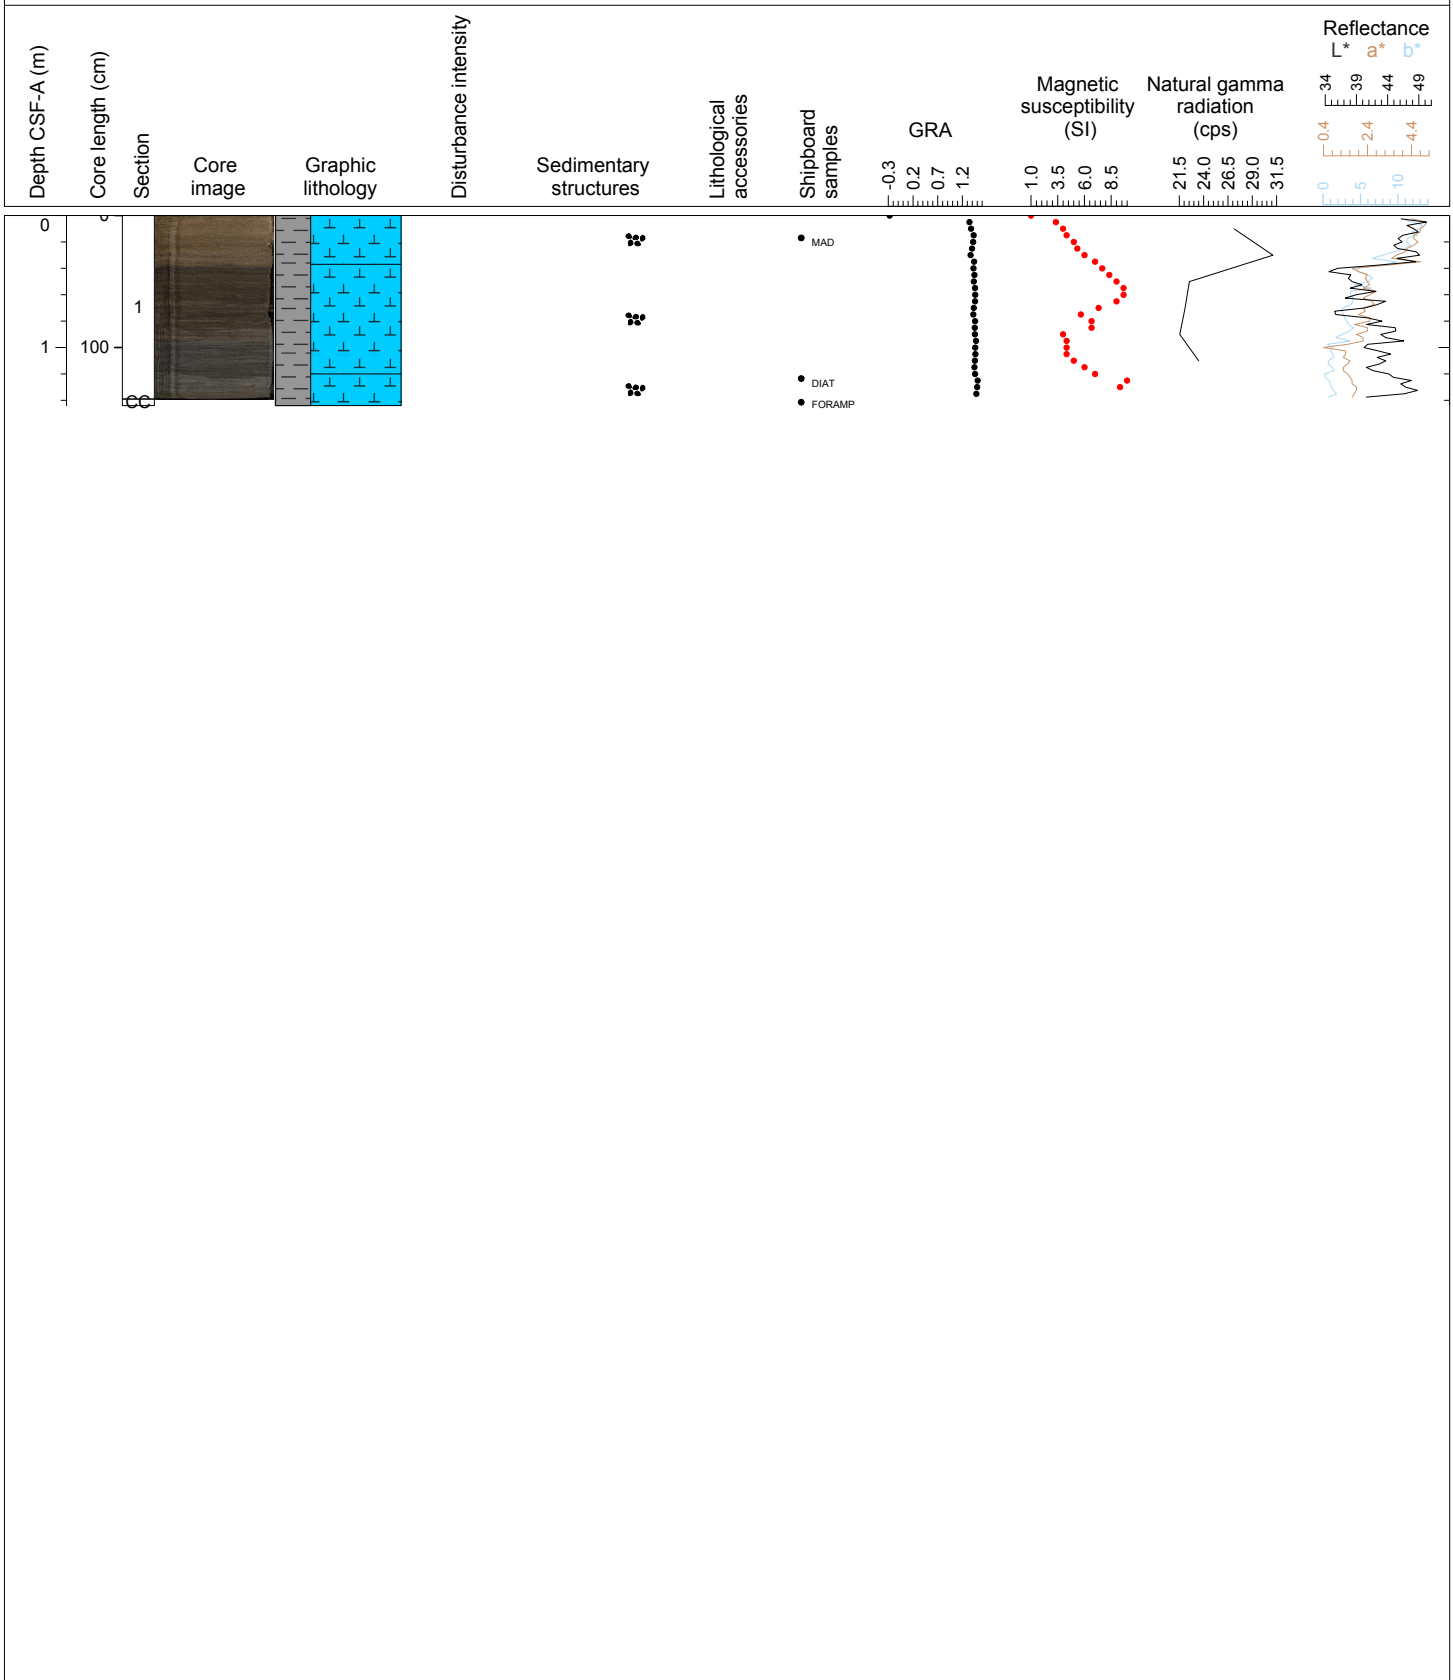 Depth CSF-A (m)
Core length (cm)
Section
Core
image
Graphic
lithology
Disturbance intensity
Sedimentary
structures
Lithological
accessories
Shipboard
samples
GRA
-0.3 0.2 0.7 1.2
Magnetic
susceptibility
(SI)
1.0 3.5 6.0 8.5
Natural gamma
radiation
(cps)
21.5 24.0 26.5 29.0 31.5
Reflectance
L* a* b*
34 39 44 49
0.4 2.4 4.4
0 5 10
0 0
MAD
1
1 100
DIAT
CC
FORAMP